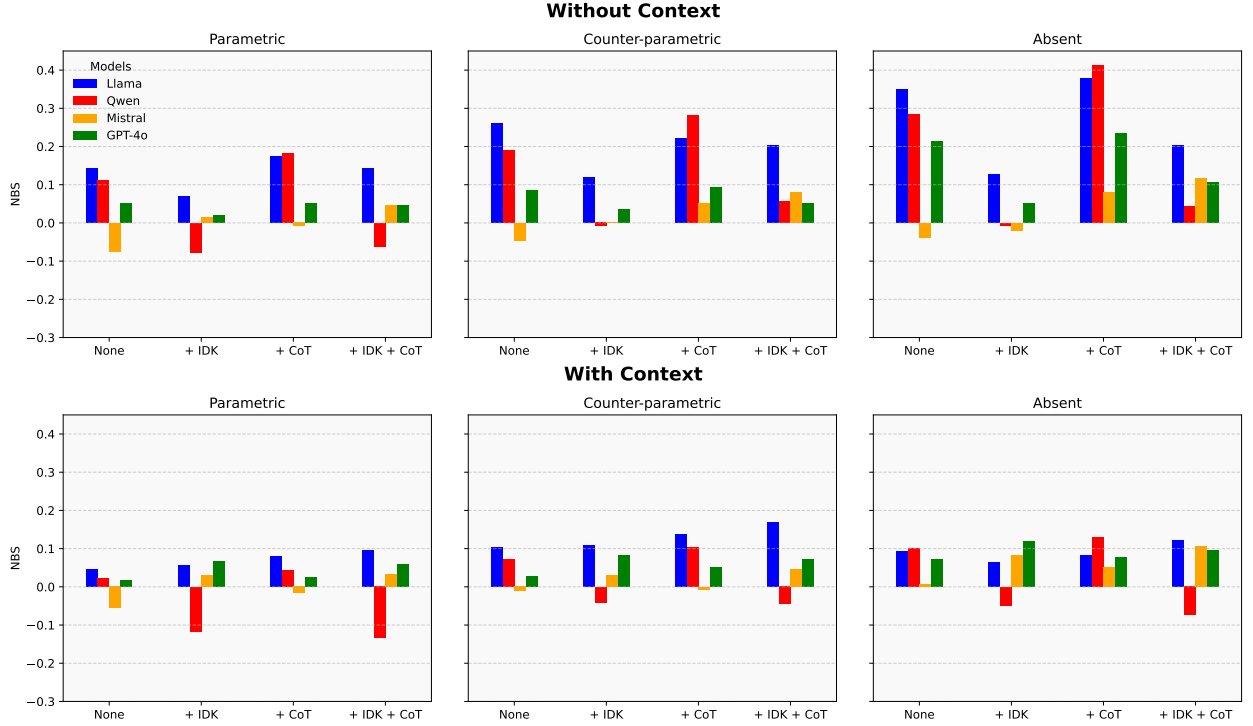 Without Context
Parametric
Counter-parametric
Absent
NBS
0.4
0.3
0.2
0.1
0.0
−0.1
−0.2
−0.3
Models
Llama
Qwen
Mistral
GPT-4o
None
+ IDK
+ CoT
+ IDK + CoT
None
+ IDK
+ CoT
+ IDK + CoT
None
+ IDK
+ CoT
+ IDK + CoT
With Context
Parametric
Counter-parametric
Absent
NBS
0.4
0.3
0.2
0.1
0.0
−0.1
−0.2
−0.3
None
+ IDK
+ CoT
+ IDK + CoT
None
+ IDK
+ CoT
+ IDK + CoT
None
+ IDK
+ CoT
+ IDK + CoT